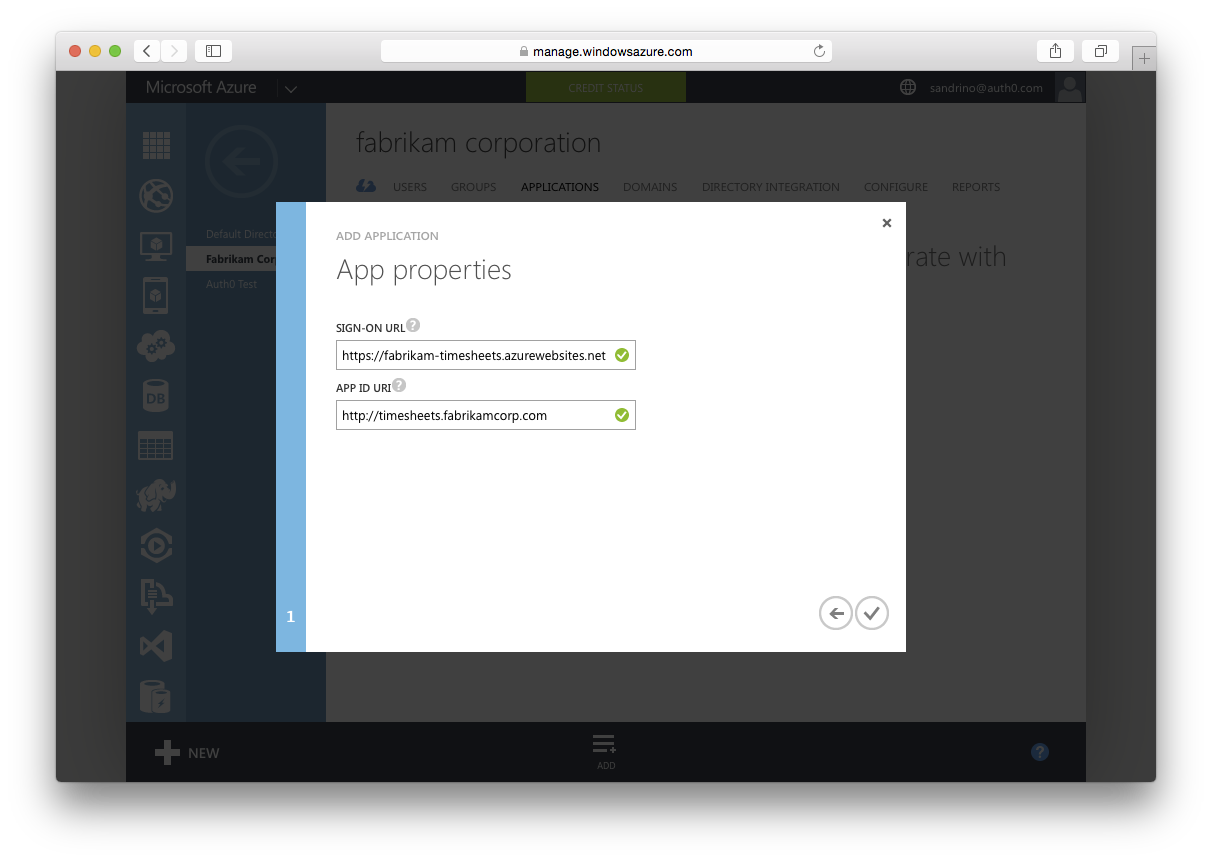 manage.windowsazure.com
Microsoft Azure
CREDIT STATUS
sandrino@auth0.com
fabrikam corporation
USERS GROUPS APPLICATIONS DOMAINS DIRECTORY INTEGRATION CONFIGURE REPORTS
Default Directo
Fabrikam Cor
Auth0 Test
rate with
ADD APPLICATION
App properties
SIGN-ON URL
https://fabrikam-timesheets.azurewebsites.net
APP ID URI
http://timesheets.fabrikamcorp.com
1
DB
NEW
ADD